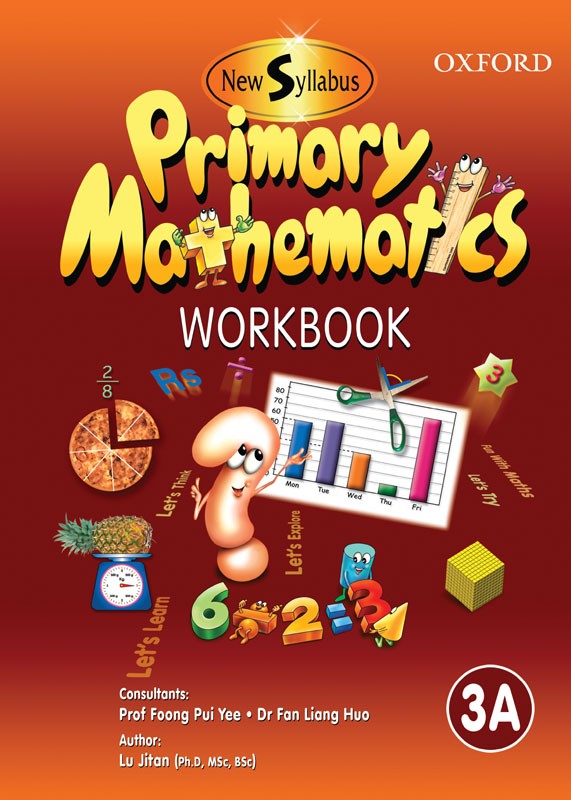 New Syllabus
OXFORD
Primary
Mathematics
WORKBOOK
2/8
Rs
3
80
70
60
50
Mon Tue Wed Thu Fri
Let's Think
Let's Explore
Fun With Maths
Let's Try
Let's Learn
6 ÷ 2 = 3
Consultants:
Prof Foong Pui Yee • Dr Fan Liang Huo
Author:
Lu Jitan (Ph.D, MSc, BSc)
3A